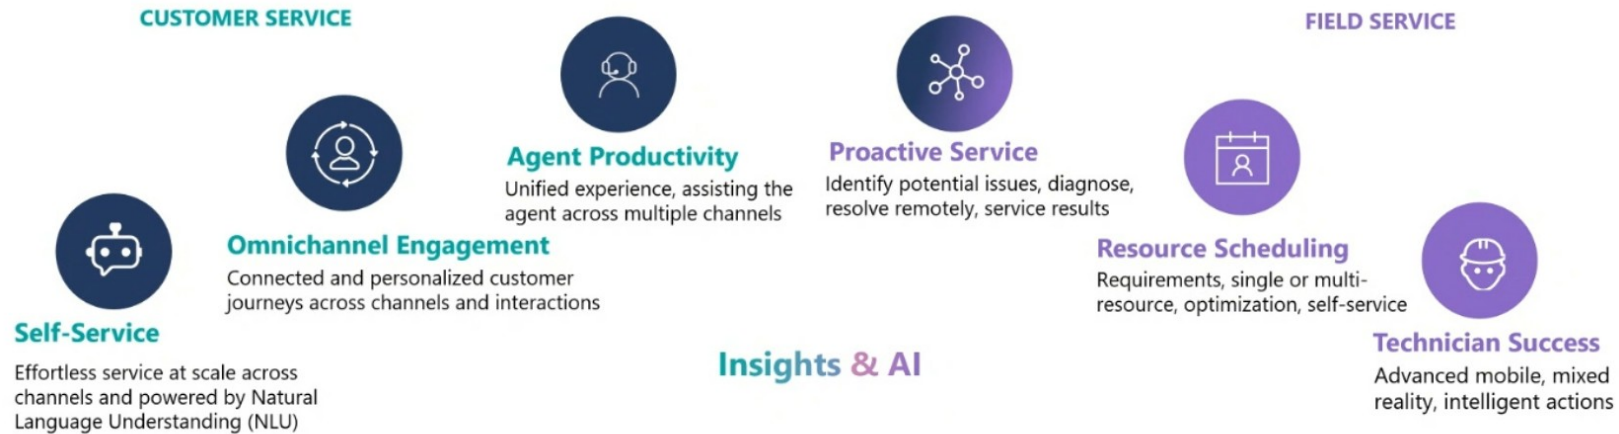 CUSTOMER SERVICE
FIELD SERVICE
Self-Service
Effortless service at scale across
channels and powered by Natural
Language Understanding (NLU)
Omnichannel Engagement
Connected and personalized customer
journeys across channels and interactions
Agent Productivity
Unified experience, assisting the
agent across multiple channels
Proactive Service
Identify potential issues, diagnose,
resolve remotely, service results
Resource Scheduling
Requirements, single or multi-
resource, optimization, self-service
Technician Success
Advanced mobile, mixed
reality, intelligent actions
Insights & AI